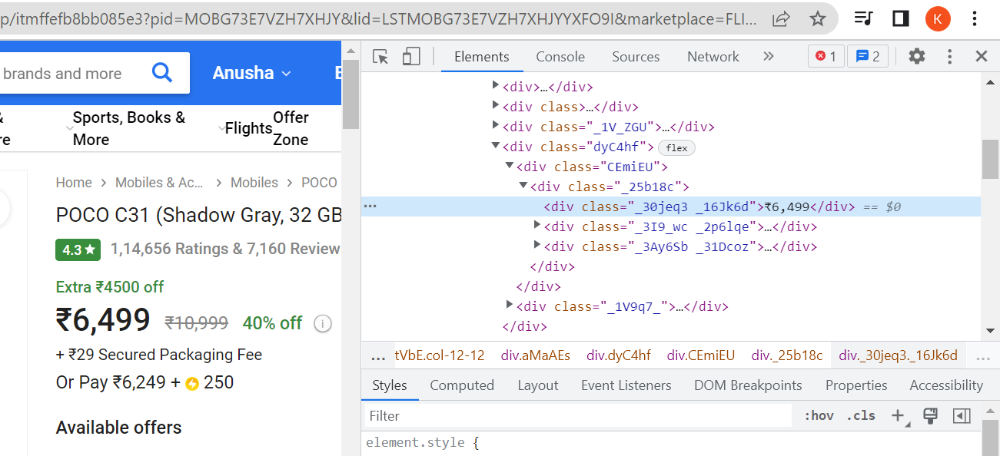 p/itmffefb8bb085e3?pid=MOBG73E7VZH7XHJY&lid=LSTMOBG73E7VZH7XHJYYXFO9I&marketplace=FLI...
K
brands and more
Anusha
Sports, Books &
More
Flights
Offer
Zone
&
re
Home > Mobiles & Ac... > Mobiles > POCO
POCO C31 (Shadow Gray, 32 GB
4.3★ 1,14,656 Ratings & 7,160 Review
Extra ₹4500 off
₹6,499 ₹10,999 40% off i
+ ₹29 Secured Packaging Fee
Or Pay ₹6,249 + 250
Available offers
Elements Console Sources Network » 1 2
<div>…</div>
<div class>…</div>
<div class="_1V_ZGU">…</div>
<div class="dyC4hf"> flex
<div class="CEmiEU">
<div class="_25b18c">
<div class="_30jeq3 _16Jk6d">₹6,499</div> == $0
<div class="_3I9_wc _2p6lqe">…</div>
<div class="_3Ay6Sb _31Dcoz">…</div>
</div>
</div>
<div class="_1V9q7_">…</div>
</div>
... tVbE.col-12-12 div.aMaAEs div.dyC4hf div.CEmiEU div._25b18c div._30jeq3._16Jk6d ...
Styles Computed Layout Event Listeners DOM Breakpoints Properties Accessibility
Filter :hov .cls +
element.style {